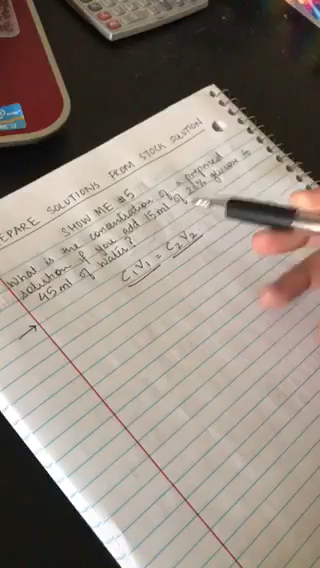 EPARE SOLUTIONS FROM STOCK SOLUTION
SHOW ME #5
What is the concentration of a prepared
solution if you add 15ml of 25% glucose to
45ml of water?
C₁V₁ = C₂V₂